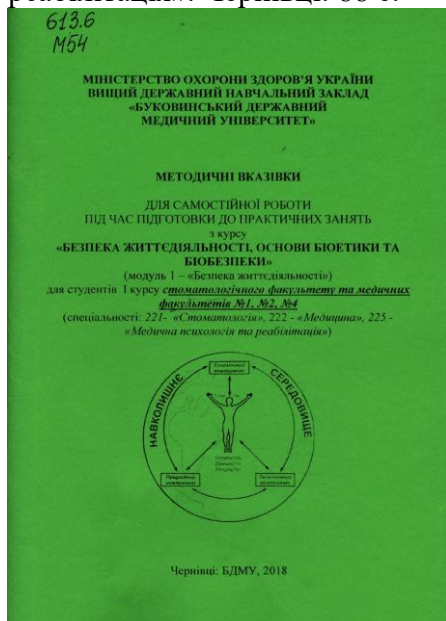 613.6
М54
МІНІСТЕРСТВО ОХОРОНИ ЗДОРОВ'Я УКРАЇНИ
ВИЩИЙ ДЕРЖАВНИЙ НАВЧАЛЬНИЙ ЗАКЛАД
«БУКОВИНСЬКИЙ ДЕРЖАВНИЙ
МЕДИЧНИЙ УНІВЕРСИТЕТ»
МЕТОДИЧНІ ВКАЗІВКИ
ДЛЯ САМОСТІЙНОЇ РОБОТИ
ПІД ЧАС ПІДГОТОВКИ ДО ПРАКТИЧНИХ ЗАНЯТЬ
з курсу
«БЕЗПЕКА ЖИТТЄДІЯЛЬНОСТІ, ОСНОВИ БІОЕТИКИ ТА
БІОБЕЗПЕКИ»
(модуль 1 – «Безпека життєдіяльності»)
для студентів I курсу стоматологічного факультету та медичних
факультетів №1, №2, №4
(спеціальності: 221- «Стоматологія», 222 - «Медицина», 225 -
«Медична психологія та реабілітація»)
НАВКОЛИШНЄ
СЕРЕДОВИЩЕ
Чернівці: БДМУ, 2018